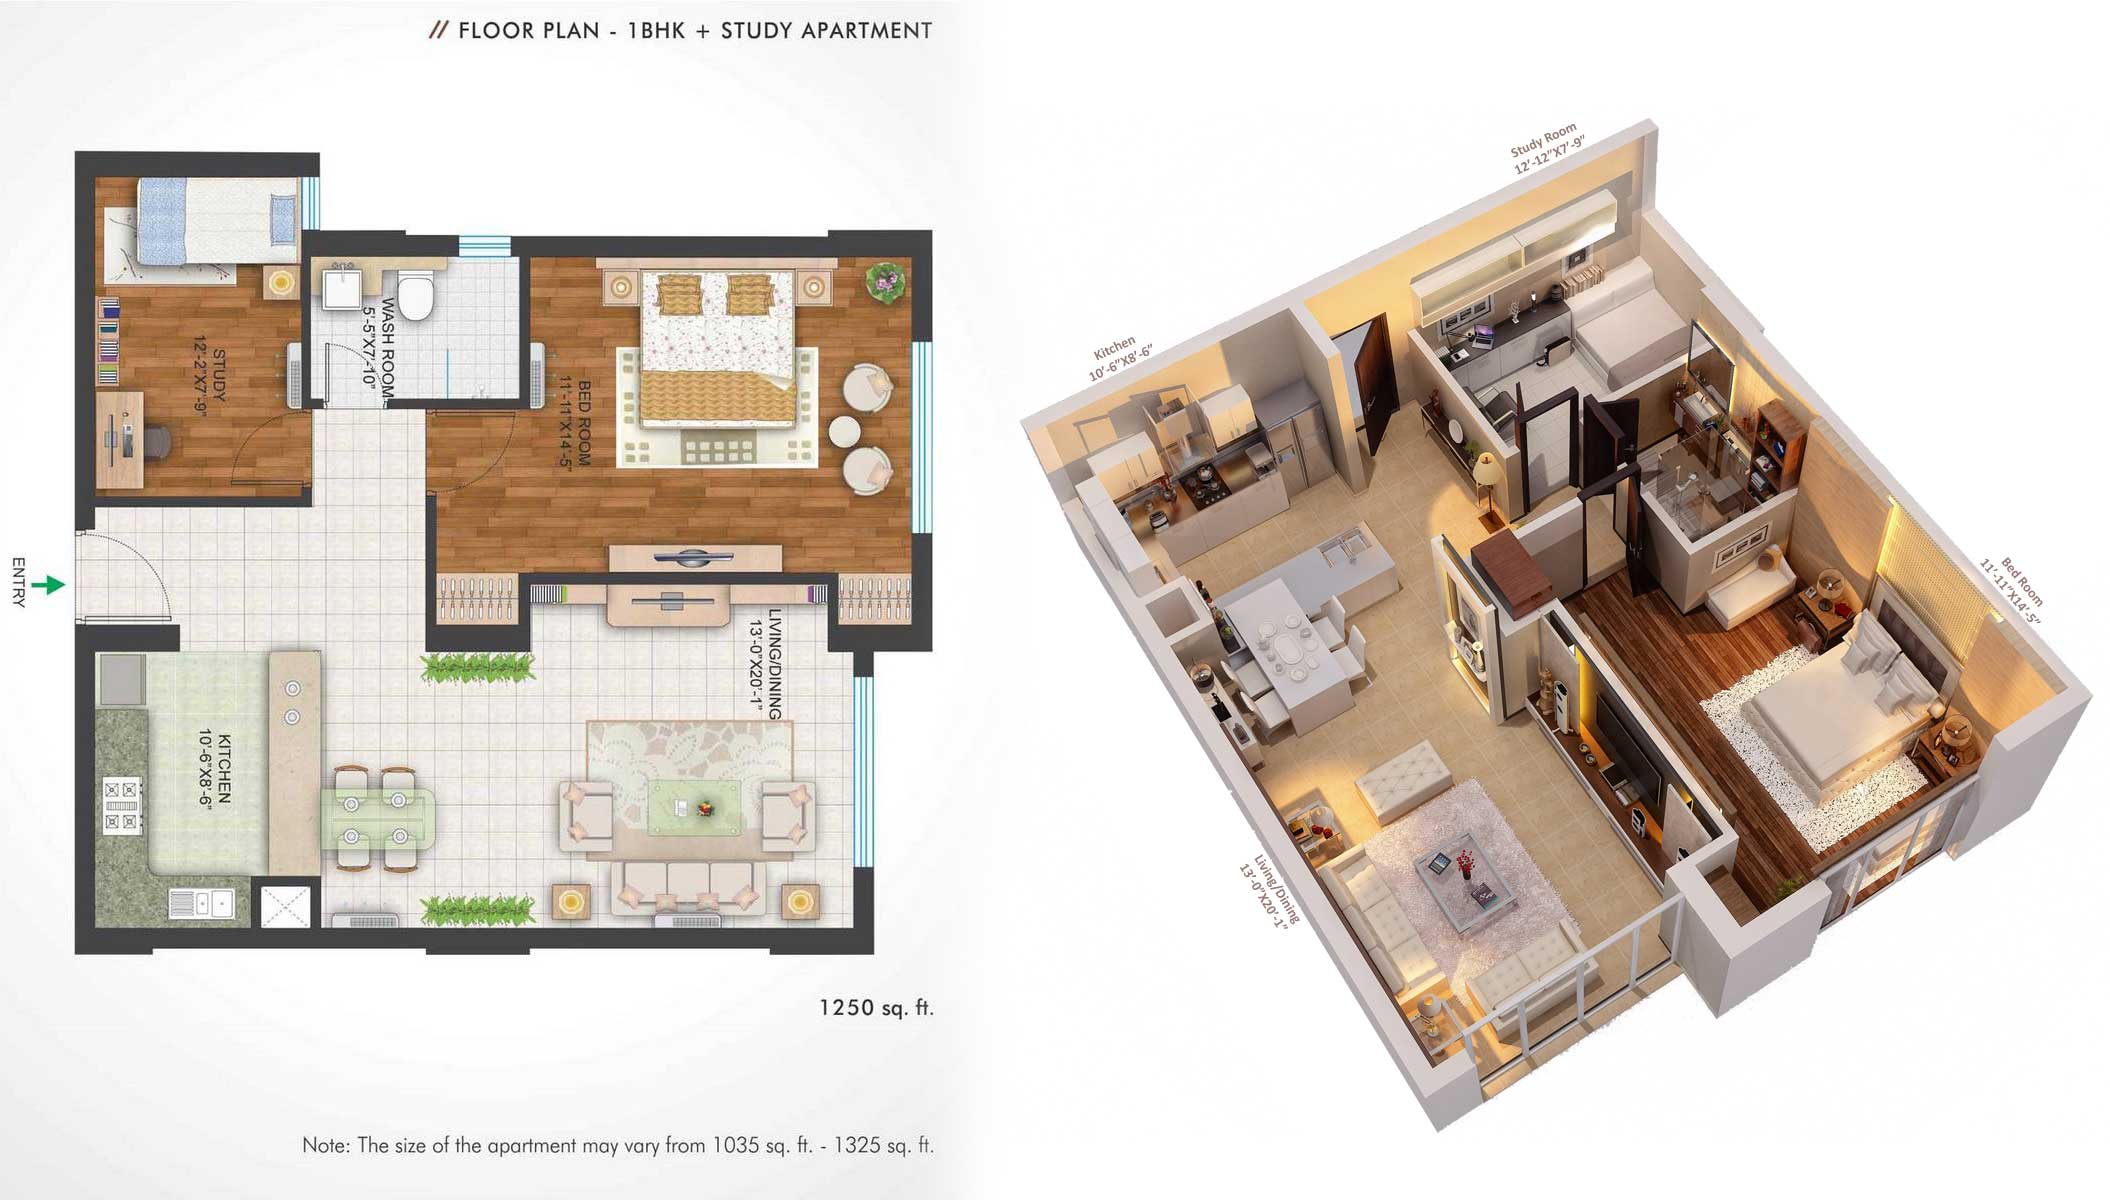 // FLOOR PLAN - 1BHK + STUDY APARTMENT
STUDY
12'-2"X7'-9"
WASH ROOM
5'-5"X7'-10"
BED ROOM
11'-11"X14'-5"
ENTRY
LIVING/DINING
13'-0"X20'-1"
KITCHEN
10'-6"X8'-6"
1250 sq. ft.
Note: The size of the apartment may vary from 1035 sq. ft. - 1325 sq. ft.
Study Room
12'-12"X7'-9"
Kitchen
10'-6"X8'-6"
Bed Room
11'-11"X14'-5"
Living/Dining
13'-0"X20'-1"